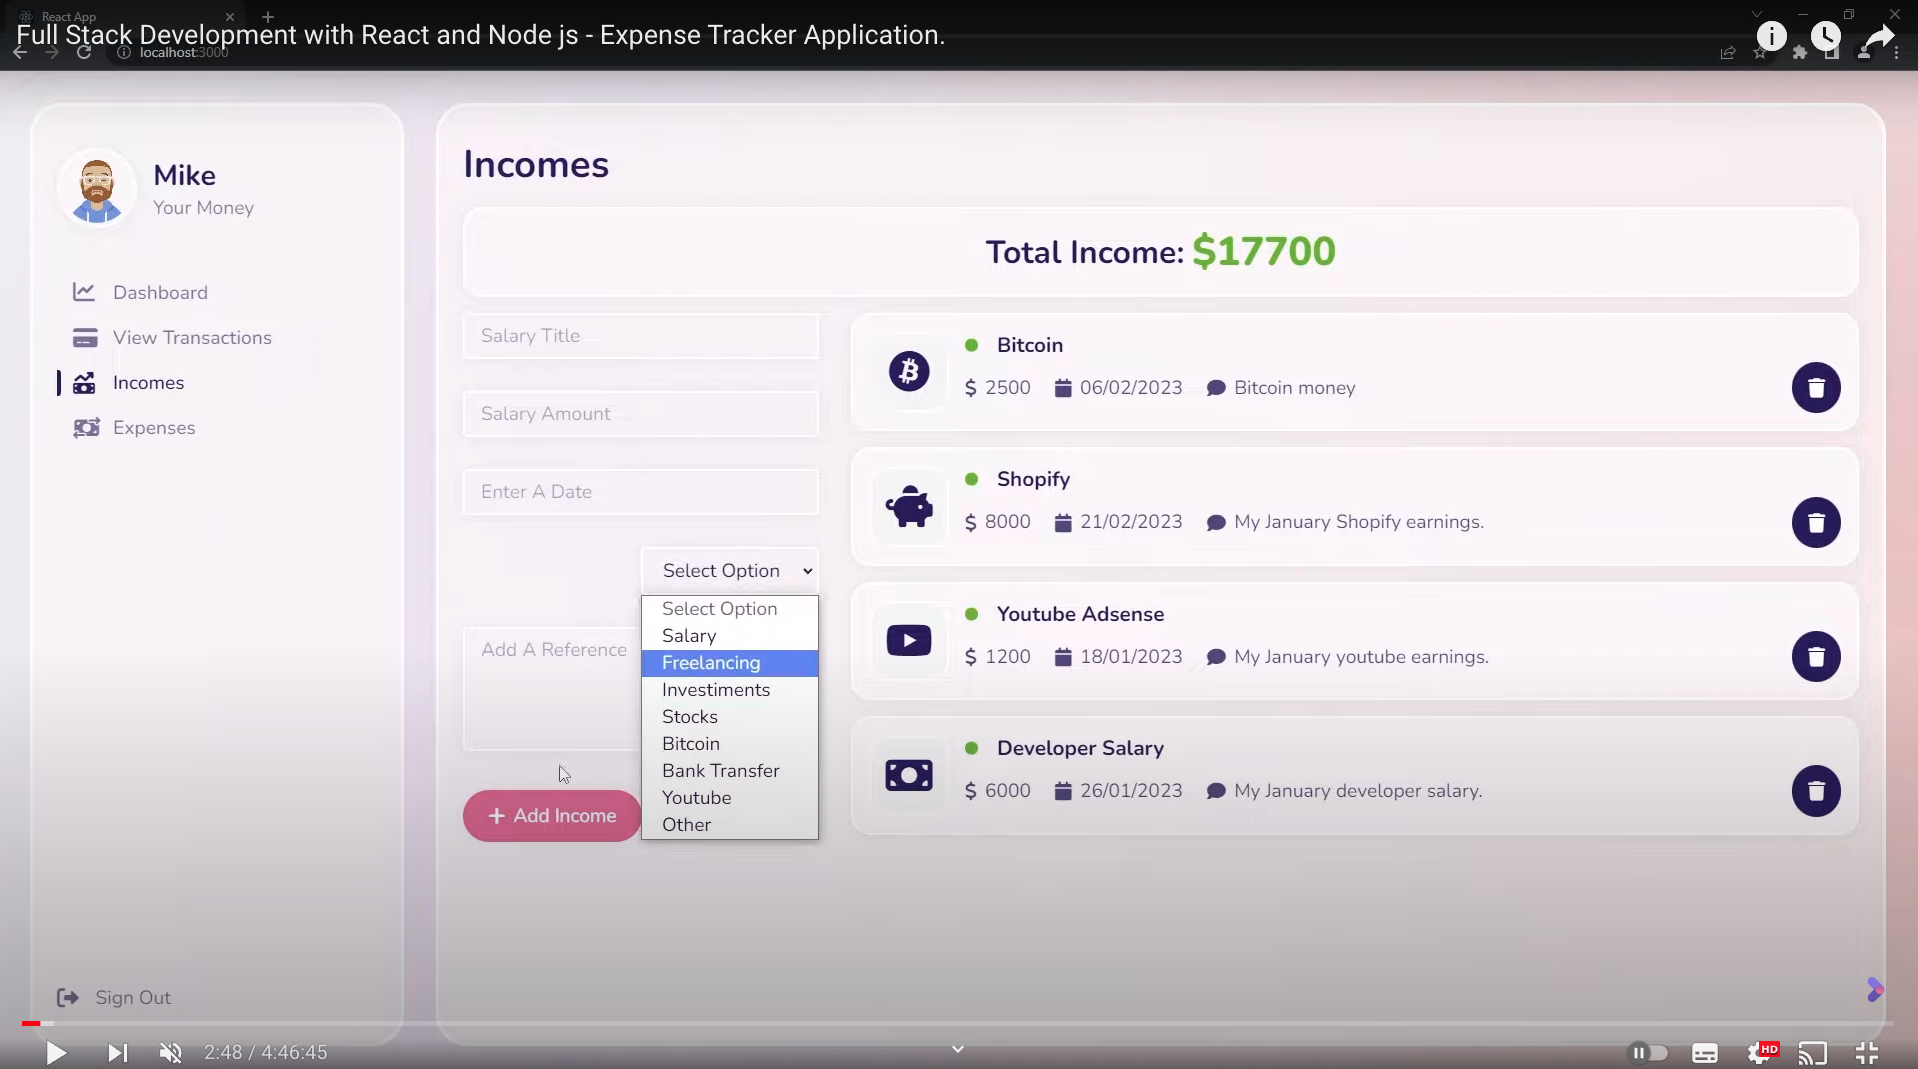 React App
Full Stack Development with React and Node js - Expense Tracker Application.
localhost:3000
Mike
Your Money
Dashboard
View Transactions
Incomes
Expenses
Sign Out
Incomes
Total Income: $17700
Salary Title
Salary Amount
Enter A Date
Select Option
Select Option
Salary
Freelancing
Investiments
Stocks
Bitcoin
Bank Transfer
Youtube
Other
Add A Reference
+ Add Income
Bitcoin
$ 2500 06/02/2023 Bitcoin money
Shopify
$ 8000 21/02/2023 My January Shopify earnings.
Youtube Adsense
$ 1200 18/01/2023 My January youtube earnings.
Developer Salary
$ 6000 26/01/2023 My January developer salary.
2:48 / 4:46:45
HD